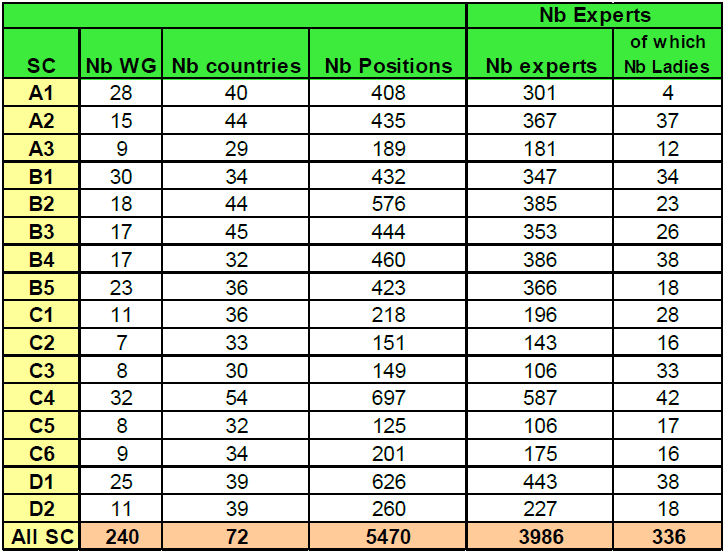 Nb Experts
SC Nb WG Nb countries Nb Positions Nb experts of which Nb Ladies
A1 28 40 408 301 4
A2 15 44 435 367 37
A3 9 29 189 181 12
B1 30 34 432 347 34
B2 18 44 576 385 23
B3 17 45 444 353 26
B4 17 32 460 386 38
B5 23 36 423 366 18
C1 11 36 218 196 28
C2 7 33 151 143 16
C3 8 30 149 106 33
C4 32 54 697 587 42
C5 8 32 125 106 17
C6 9 34 201 175 16
D1 25 39 626 443 38
D2 11 39 260 227 18
All SC 240 72 5470 3986 336